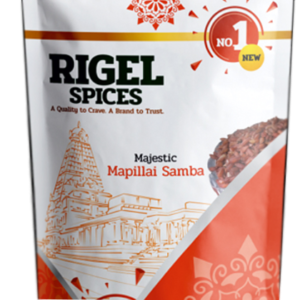 NO.1
NEW
RIGEL
SPICES
A Quality to Crave. A Brand to Trust.
Majestic
Mapillai Samba